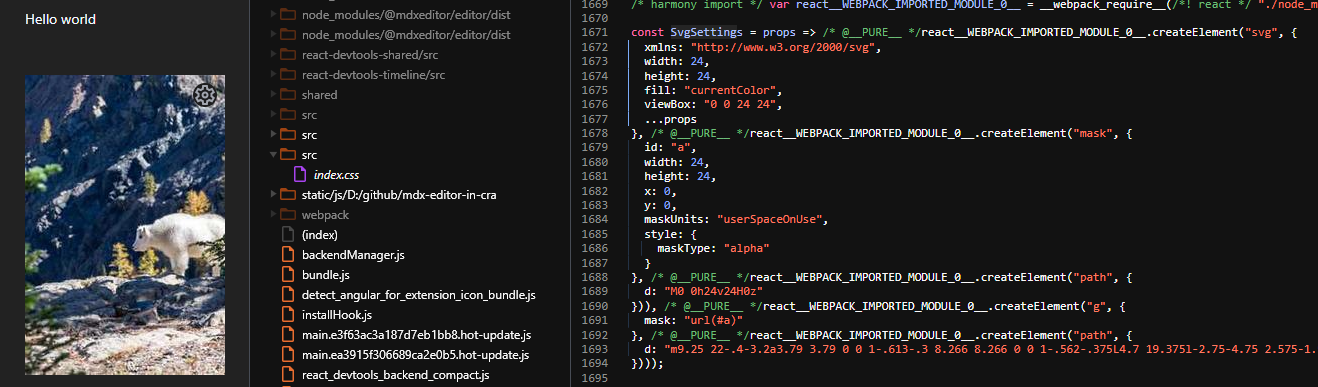 Hello world
node_modules/@mdxeditor/editor/dist
node_modules/@mdxeditor/editor/dist
react-devtools-shared/src
react-devtools-timeline/src
shared
src
src
src
index.css
static/js/D:/github/mdx-editor-in-cra
webpack
(index)
backendManager.js
bundle.js
detect_angular_for_extension_icon_bundle.js
installHook.js
main.e3f63ac3a187d7eb1bb8.hot-update.js
main.ea3915f306689ca2e0b5.hot-update.js
react_devtools_backend_compact.js
1669 /* harmony import */ var react__WEBPACK_IMPORTED_MODULE_0__ = __webpack_require__(/*! react */ "./node_m
1670
1671 const SvgSettings = props => /* @__PURE__ */react__WEBPACK_IMPORTED_MODULE_0__.createElement("svg", {
1672 xmlns: "http://www.w3.org/2000/svg",
1673 width: 24,
1674 height: 24,
1675 fill: "currentColor",
1676 viewBox: "0 0 24 24",
1677 ...props
1678 }, /* @__PURE__ */react__WEBPACK_IMPORTED_MODULE_0__.createElement("mask", {
1679 id: "a",
1680 width: 24,
1681 height: 24,
1682 x: 0,
1683 y: 0,
1684 maskUnits: "userSpaceOnUse",
1685 style: {
1686 maskType: "alpha"
1687 }
1688 }, /* @__PURE__ */react__WEBPACK_IMPORTED_MODULE_0__.createElement("path", {
1689 d: "M0 0h24v24H0z"
1690 })), /* @__PURE__ */react__WEBPACK_IMPORTED_MODULE_0__.createElement("g", {
1691 mask: "url(#a)"
1692 }, /* @__PURE__ */react__WEBPACK_IMPORTED_MODULE_0__.createElement("path", {
1693 d: "m9.25 22-.4-3.2a3.79 3.79 0 0 1-.613-.3 8.266 8.266 0 0 1-.562-.375L4.7 19.375l-2.75-4.75 2.575-1.
1694 })));
1695